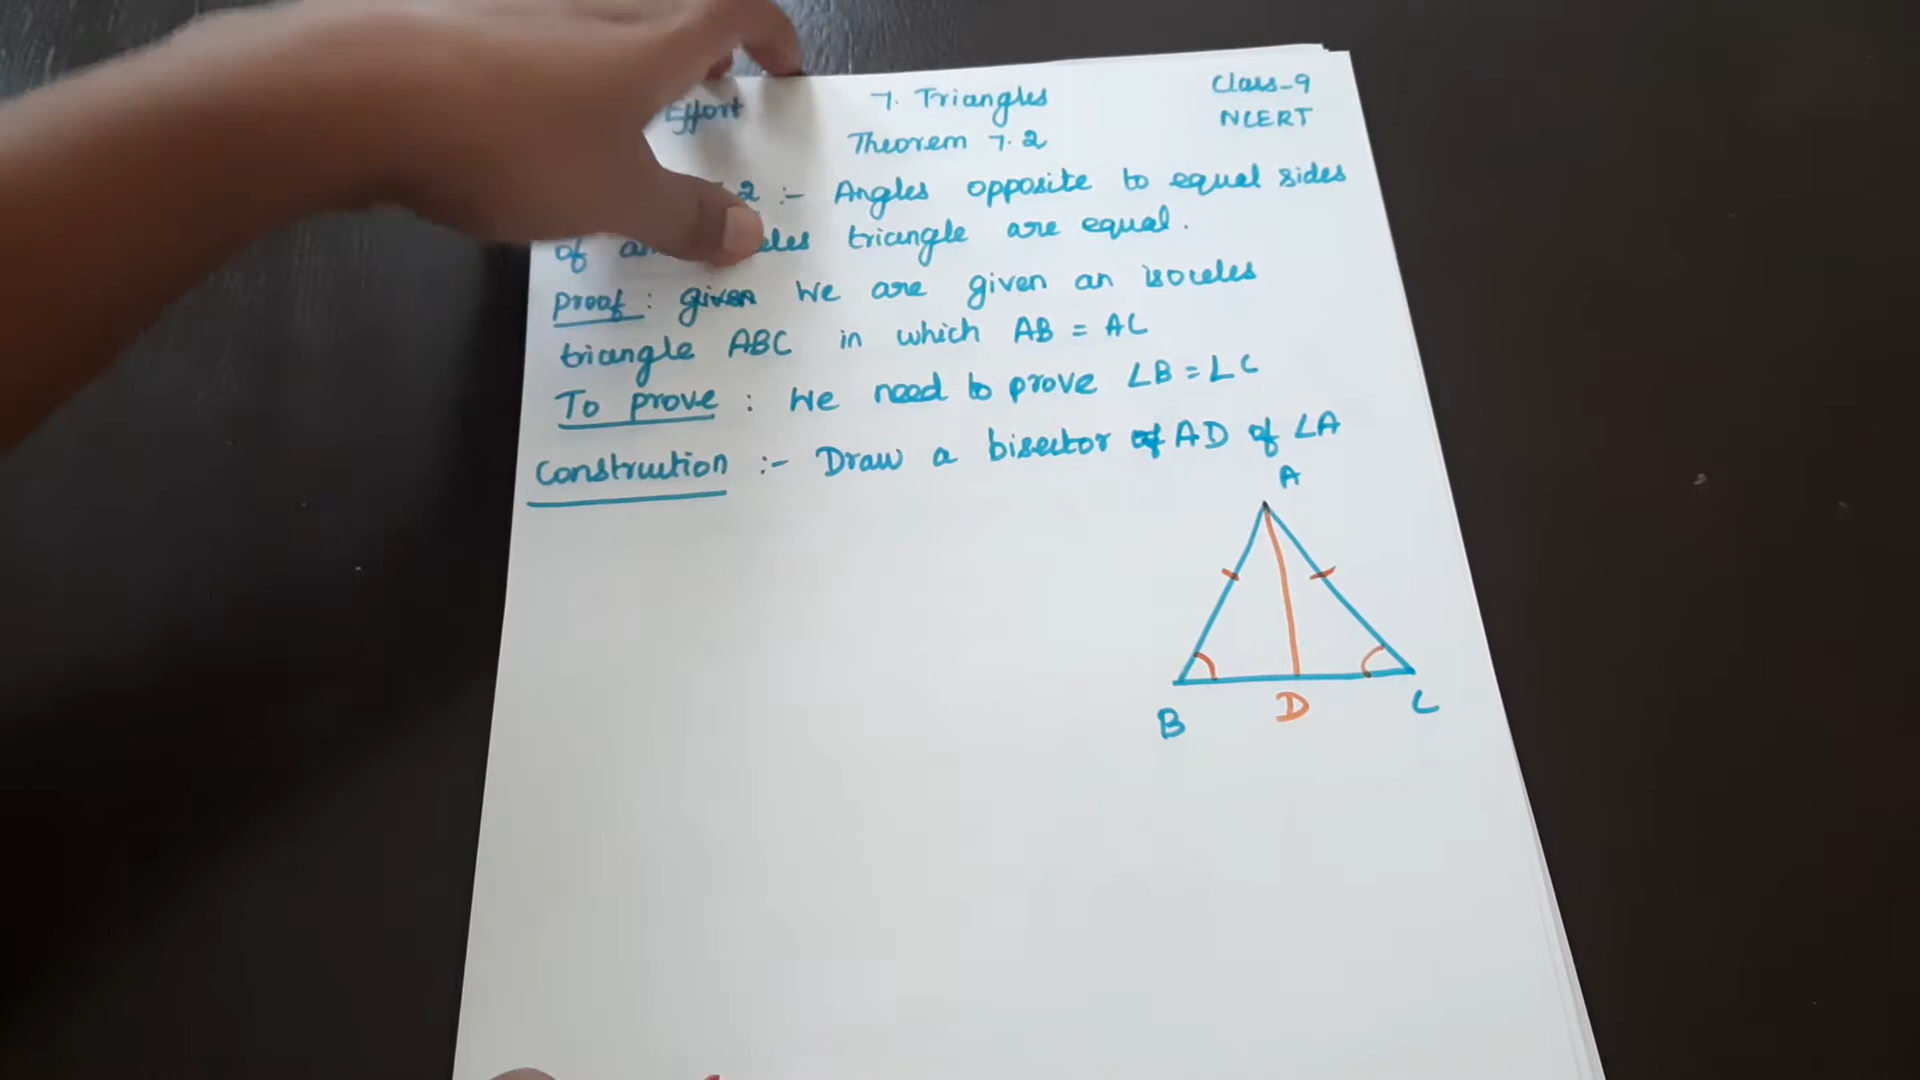 Effort
7. Triangles
Class-9
NCERT
Theorem 7.2
2 :- Angles opposite to equal sides
of an triangle are equal.
Proof : given We are given an isoceles
triangle ABC in which AB = AC
To prove : We need to prove ∠B = ∠C
Construction :- Draw a bisector of AD of ∠A
A
B
D
C